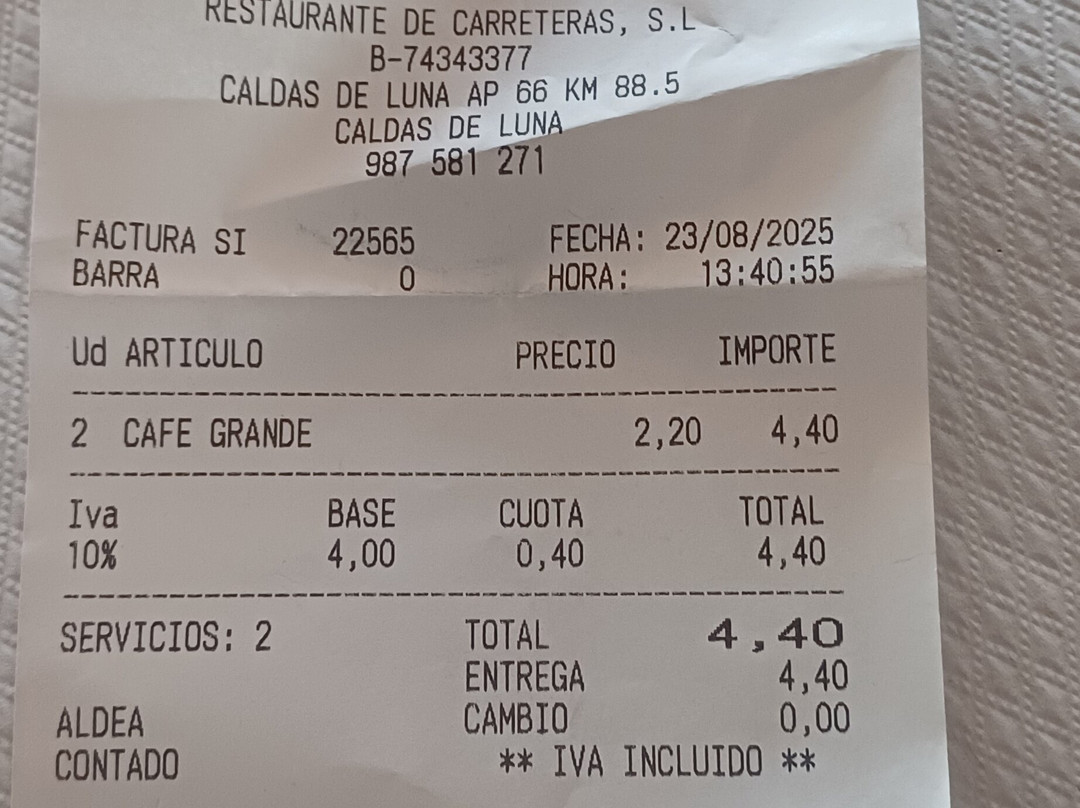 RESTAURANTE DE CARRETERAS, S.L
B-74343377
CALDAS DE LUNA AP 66 KM 88.5
CALDAS DE LUNA
987 581 271
FACTURA SI 22565 FECHA: 23/08/2025
BARRA 0 HORA: 13:40:55
Ud ARTICULO PRECIO IMPORTE
2 CAFE GRANDE 2,20 4,40
Iva BASE CUOTA TOTAL
10% 4,00 0,40 4,40
SERVICIOS: 2 TOTAL 4,40
ENTREGA 4,40
ALDEA CAMBIO 0,00
CONTADO ** IVA INCLUIDO **